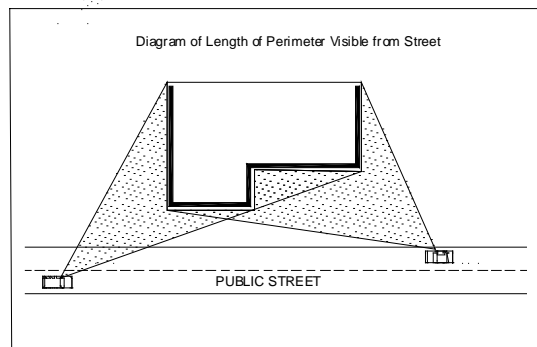 Diagram of Length of Perimeter Visible from Street
PUBLIC STREET